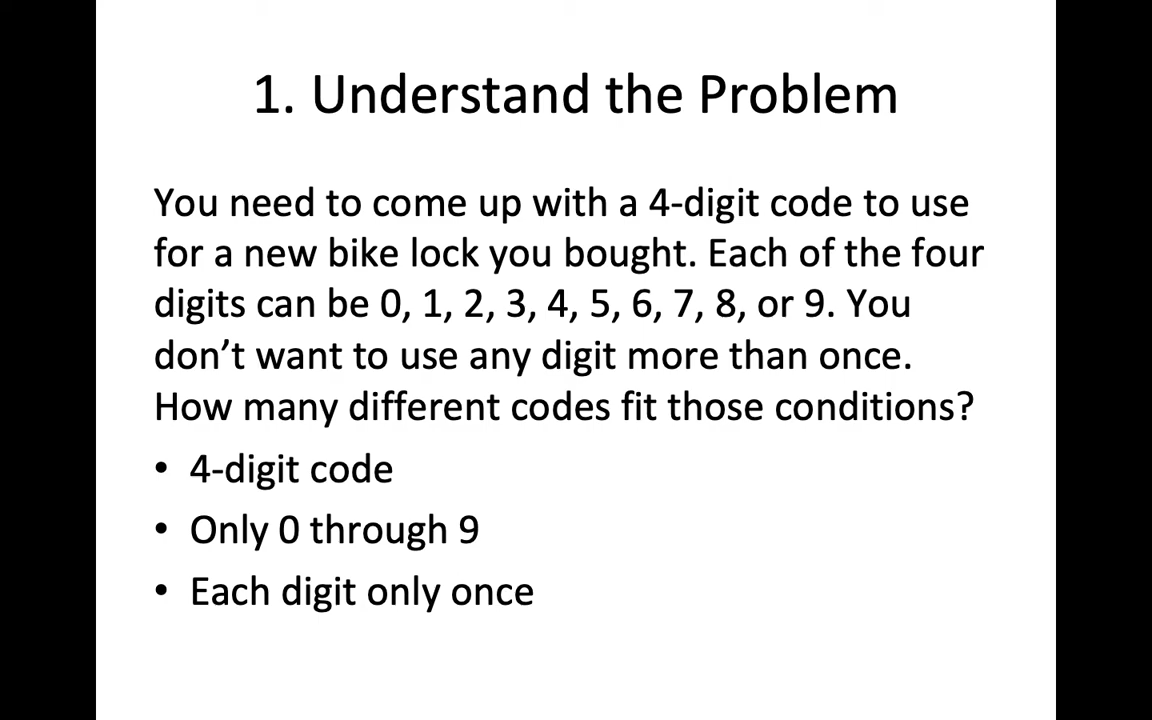 1. Understand the Problem
You need to come up with a 4-digit code to use
for a new bike lock you bought. Each of the four
digits can be 0, 1, 2, 3, 4, 5, 6, 7, 8, or 9. You
don’t want to use any digit more than once.
How many different codes fit those conditions?
• 4-digit code
• Only 0 through 9
• Each digit only once